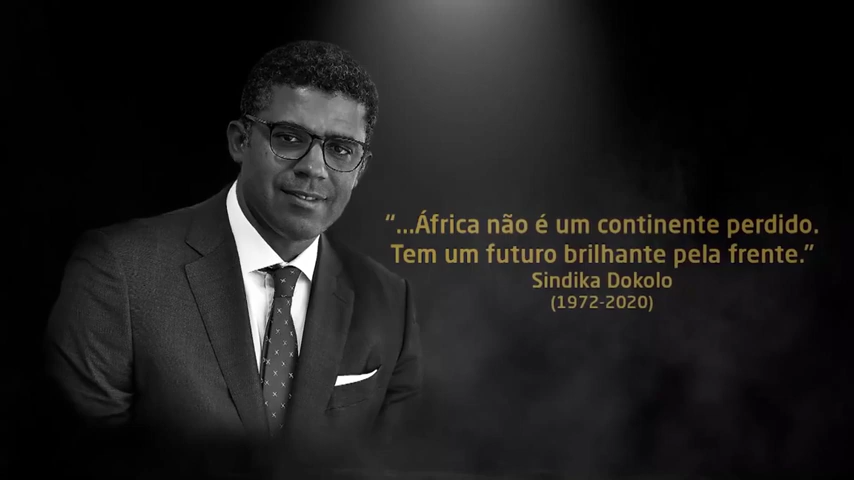 “...África não é um continente perdido.
Tem um futuro brilhante pela frente.”
Sindika Dokolo
(1972-2020)